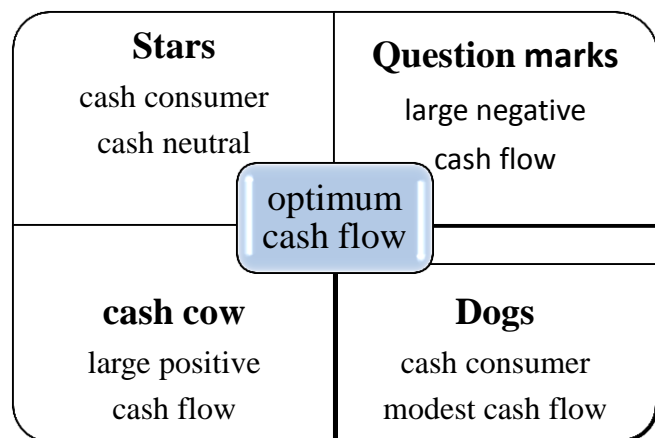 Stars
cash consumer
cash neutral
Question marks
large negative
cash flow
optimum
cash flow
cash cow
large positive
cash flow
Dogs
cash consumer
modest cash flow